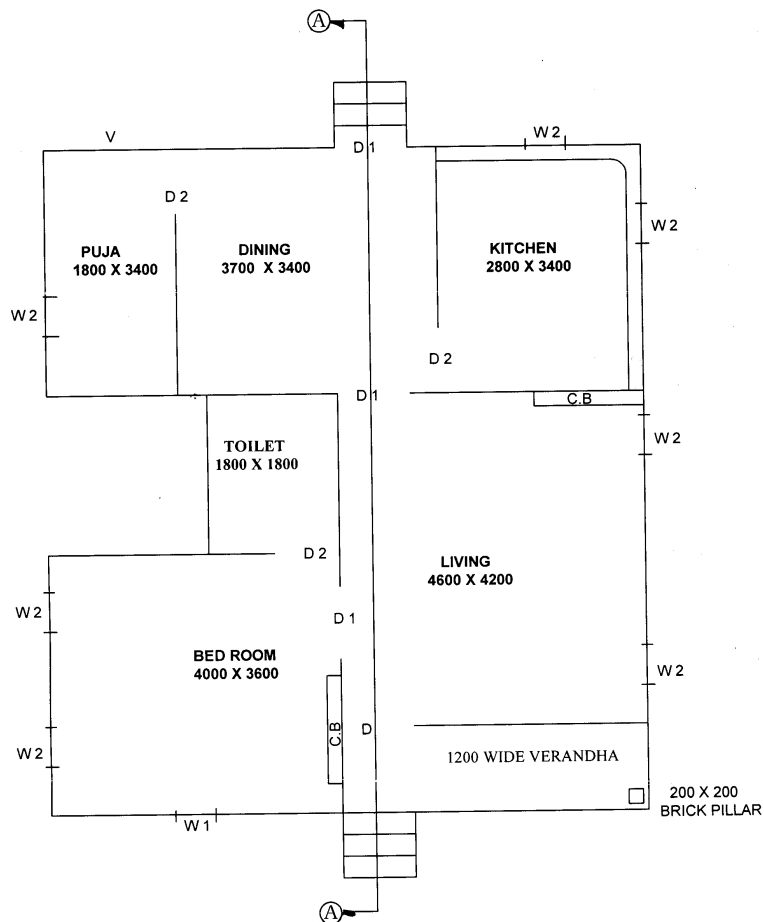 A
V
D 1
W 2
D 2
PUJA
1800 X 3400
DINING
3700 X 3400
KITCHEN
2800 X 3400
W 2
W 2
D 2
D 1
C.B
TOILET
1800 X 1800
W 2
D 2
LIVING
4600 X 4200
W 2
D 1
BED ROOM
4000 X 3600
W 2
C.B
D
W 2
1200 WIDE VERANDHA
200 X 200
BRICK PILLAR
W 1
A